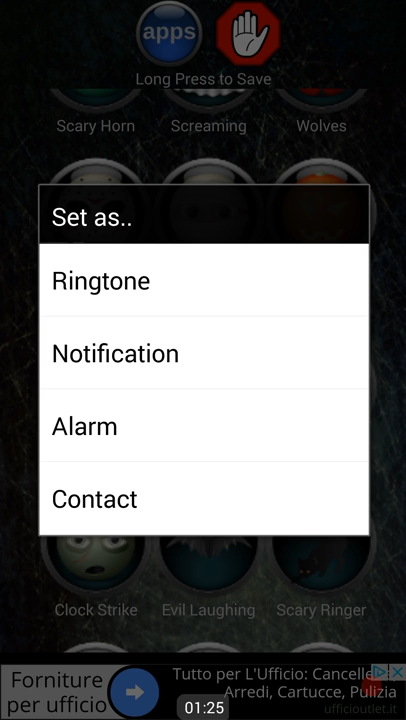 apps
Long Press to Save
Scary Horn
Screaming
Wolves
Set as..
Ringtone
Notification
Alarm
Contact
Clock Strike
Evil Laughing
Scary Ringer
Forniture
per ufficio
Tutto per L'Ufficio:
Arredi, Cartucce, Pulizia
ufficioutlet.it
01:25